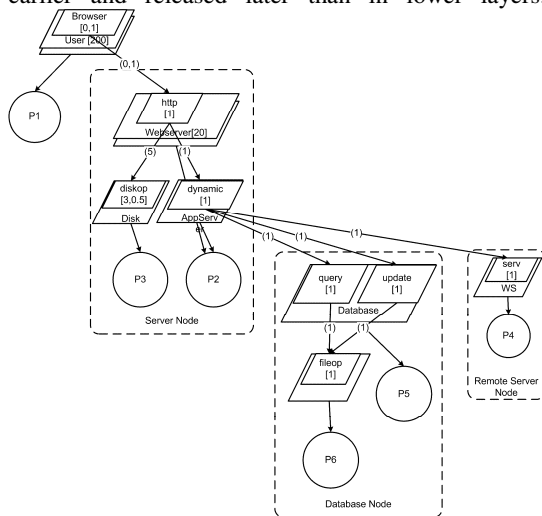 earlier and released later than in lower layers.
Browser
[0,1]
User [200]
(0,1)
P1
http
[1]
Webserver[20]
(5)
(1)
diskop
[3,0.5]
Disk
dynamic
[1]
AppServ
er
(1)
(1)
(1)
P3
P2
Server Node
query
[1]
update
[1]
Database
serv
[1]
WS
(1)
(1)
P4
fileop
[1]
P5
Remote Server
Node
P6
Database Node